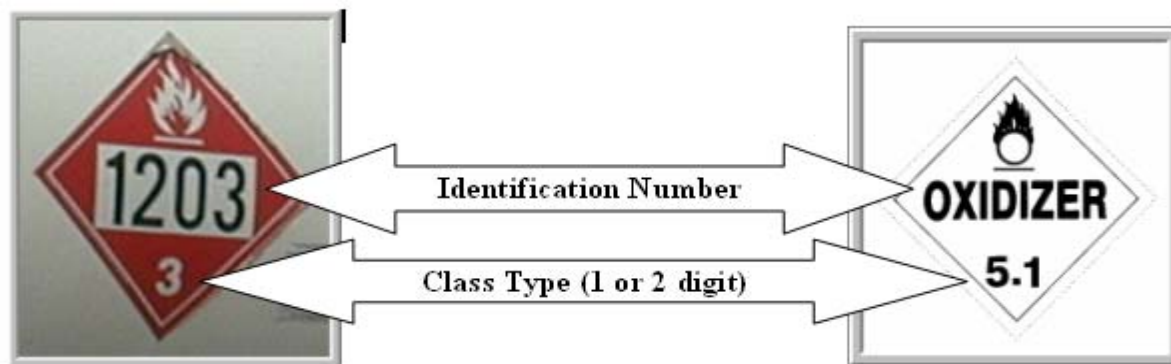 1203
3
Identification Number
Class Type (1 or 2 digit)
OXIDIZER
5.1